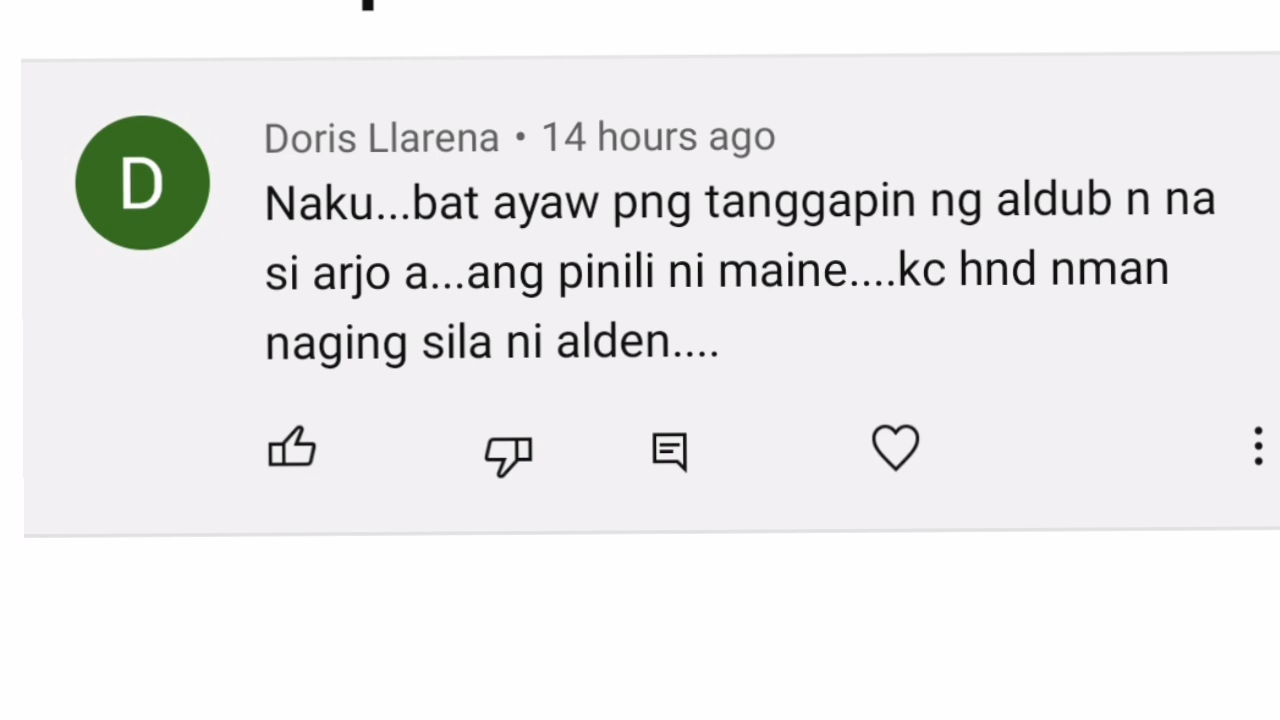 D
Doris Llarena • 14 hours ago
Naku...bat ayaw png tanggapin ng aldub n na
si arjo a...ang pinili ni maine....kc hnd nman
naging sila ni alden....